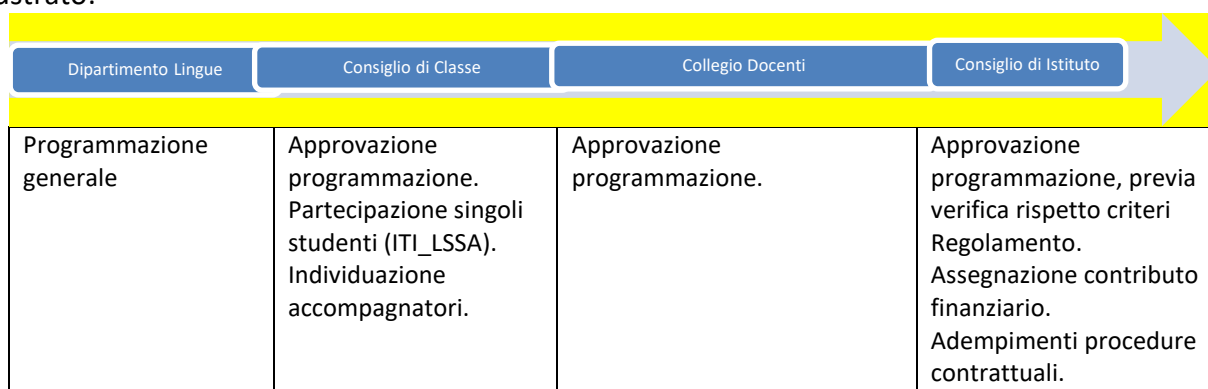 Dipartimento Lingue
Consiglio di Classe
Collegio Docenti
Consiglio di Istituto
Programmazione
generale
Approvazione
programmazione.
Partecipazione singoli
studenti (ITI_LSSA).
Individuazione
accompagnatori.
Approvazione
programmazione.
Approvazione
programmazione, previa
verifica rispetto criteri
Regolamento.
Assegnazione contributo
finanziario.
Adempimenti procedure
contrattuali.